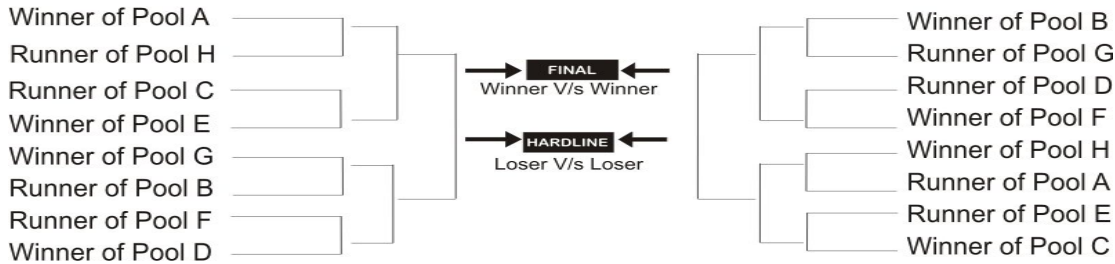 Winner of Pool A
Runner of Pool H
Runner of Pool C
Winner of Pool E
Winner of Pool G
Runner of Pool B
Runner of Pool F
Winner of Pool D
FINAL
Winner V/s Winner
HARDLINE
Loser V/s Loser
Winner of Pool B
Runner of Pool G
Runner of Pool D
Winner of Pool F
Winner of Pool H
Runner of Pool A
Runner of Pool E
Winner of Pool C